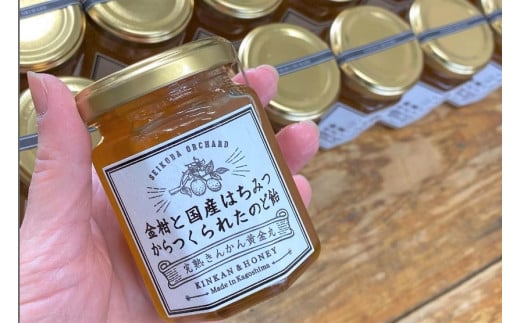 SEIKODA ORCHARD
金柑と国産はちみつ
からつくられたのど飴
完熟きんかん黄金丸
KINKAN & HONEY
Made in Kagoshima